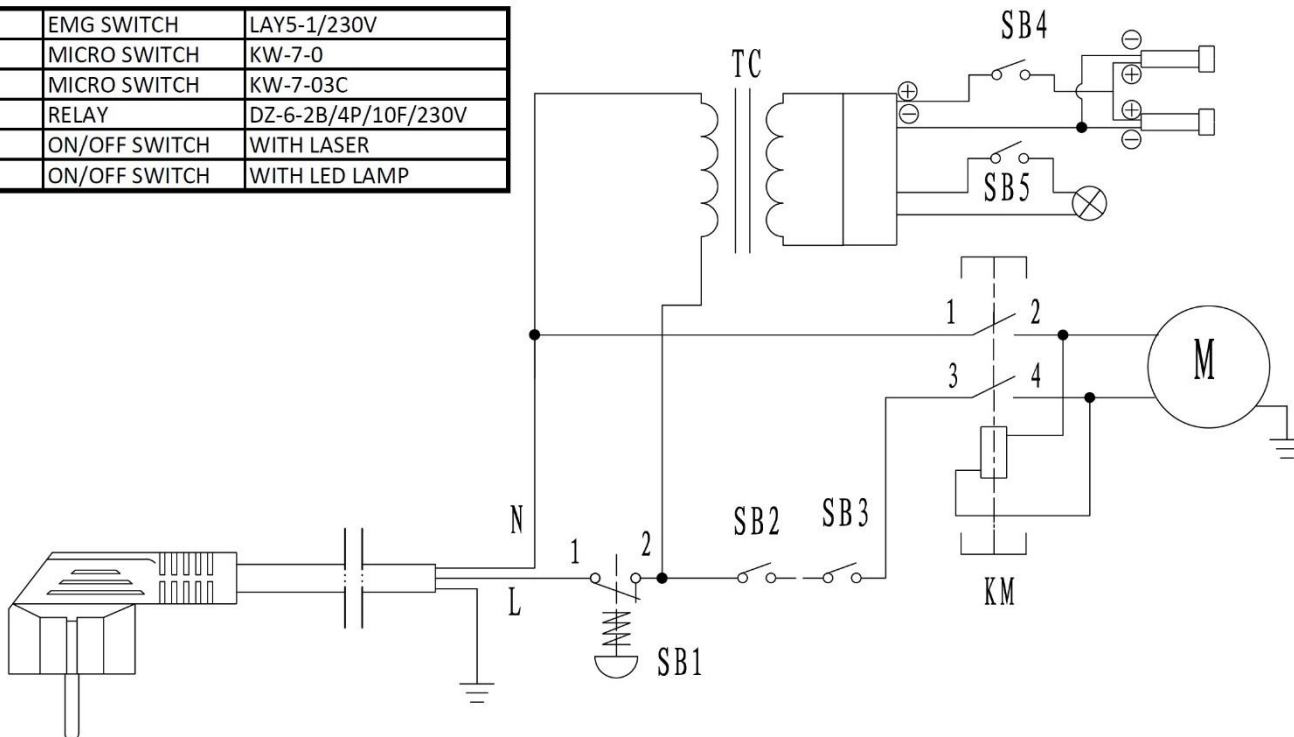 EMG SWITCH LAY5-1/230V
MICRO SWITCH KW-7-0
MICRO SWITCH KW-7-03C
RELAY DZ-6-2B/4P/10F/230V
ON/OFF SWITCH WITH LASER
ON/OFF SWITCH WITH LED LAMP
TC
SB4
SB5
1 2
3 4
M
N
L
1 2
SB1
SB2
SB3
KM